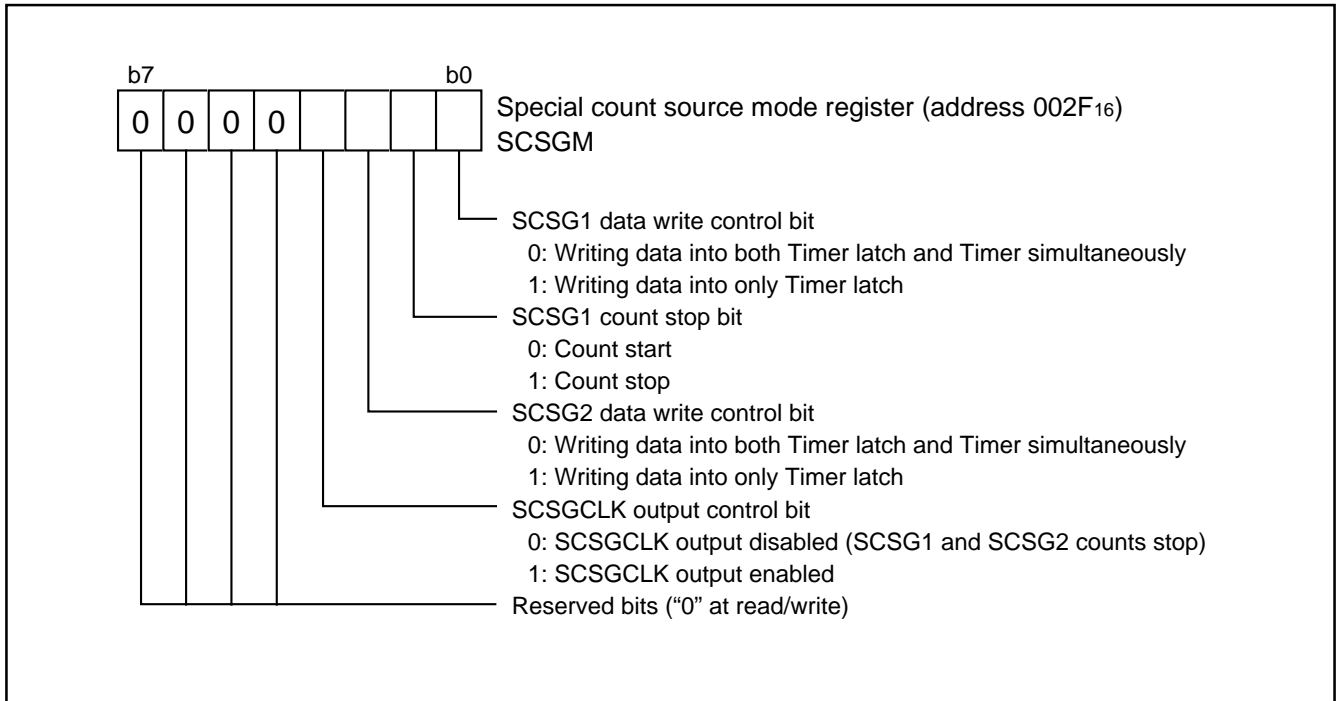 b7 b0
0 0 0 0
Special count source mode register (address 002F16)
SCSGM
SCSG1 data write control bit
0: Writing data into both Timer latch and Timer simultaneously
1: Writing data into only Timer latch
SCSG1 count stop bit
0: Count start
1: Count stop
SCSG2 data write control bit
0: Writing data into both Timer latch and Timer simultaneously
1: Writing data into only Timer latch
SCSGCLK output control bit
0: SCSGCLK output disabled (SCSG1 and SCSG2 counts stop)
1: SCSGCLK output enabled
Reserved bits (“0” at read/write)